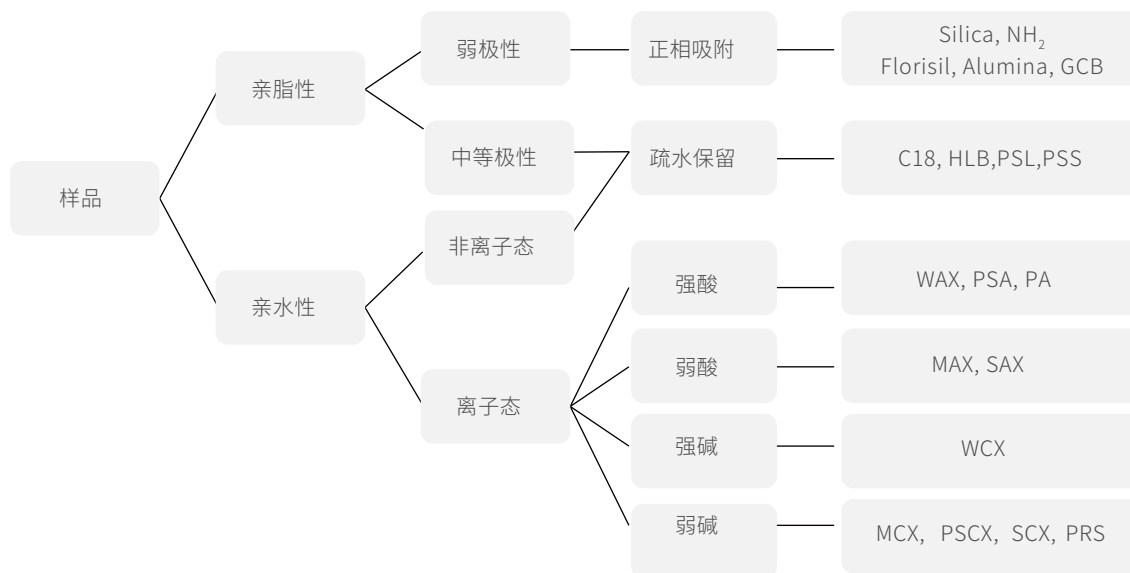 弱极性
正相吸附
Silica, NH₂
Florisil, Alumina, GCB
亲脂性
中等极性
疏水保留
C18, HLB,PSL,PSS
样品
非离子态
亲水性
强酸
WAX, PSA, PA
弱酸
MAX, SAX
离子态
强碱
WCX
弱碱
MCX, PSCX, SCX, PRS